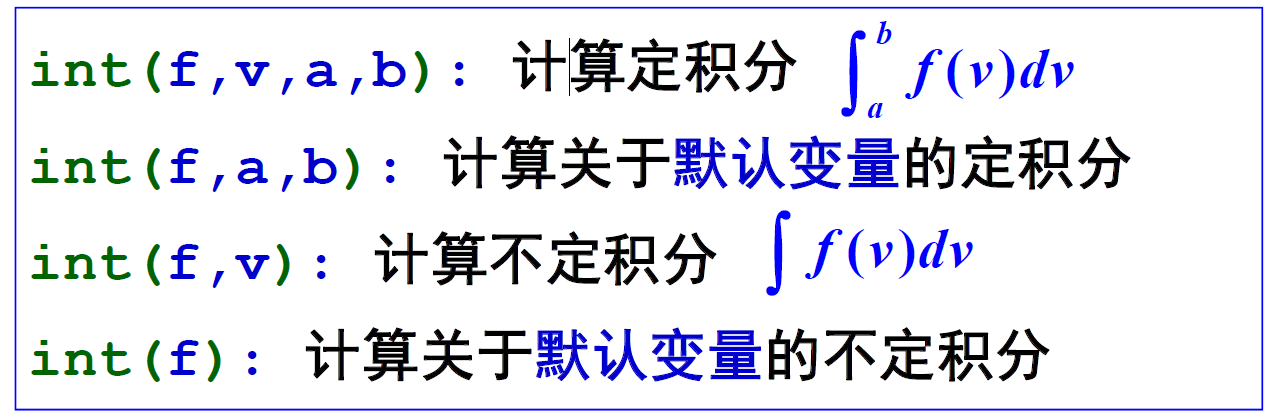 int(f,v,a,b): 计算定积分 ∫_a^b f(v)dv
int(f,a,b): 计算关于默认变量的定积分
int(f,v): 计算不定积分 ∫ f(v)dv
int(f): 计算关于默认变量的不定积分